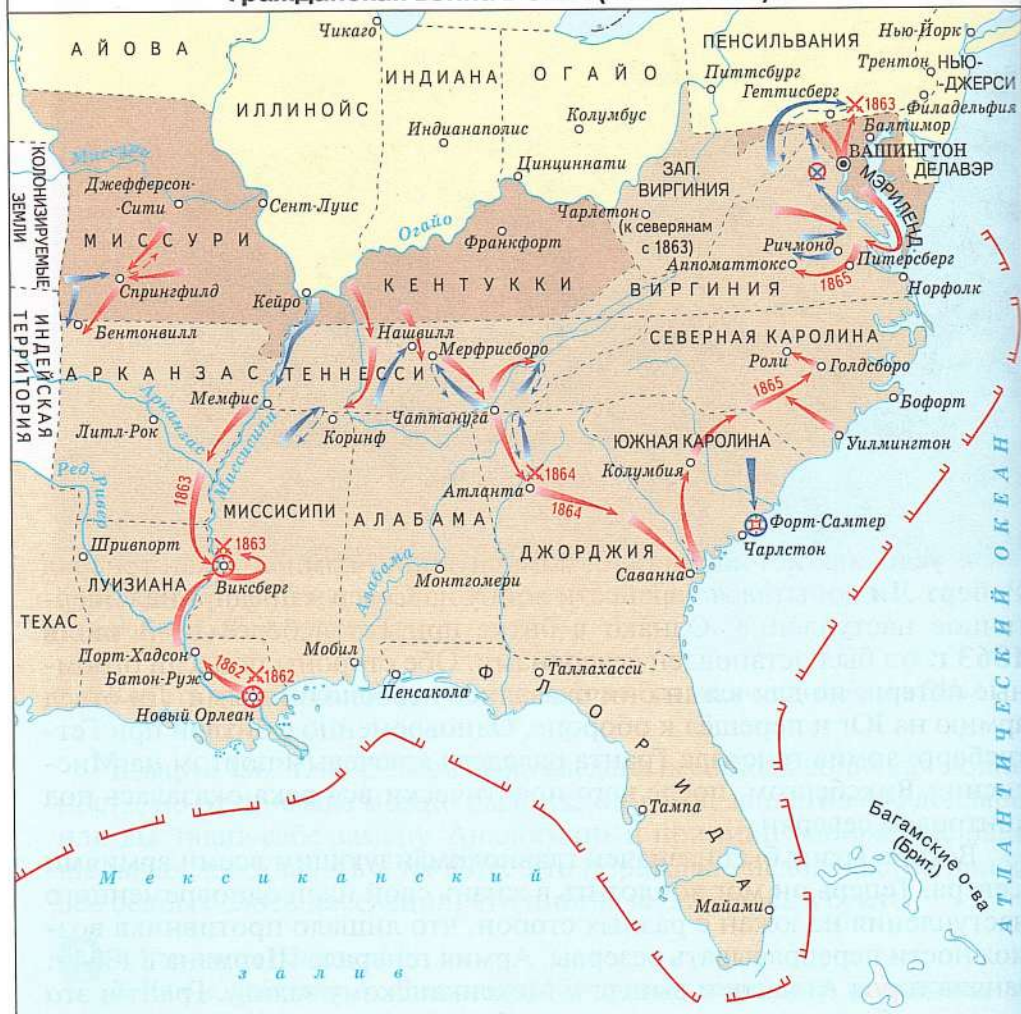 АЙОВА
Чикаго
ИЛЛИНОЙС
ИНДИАНА
ОГАЙО
ПЕНСИЛЬВАНИЯ
Нью-Йорк
Трентон
НЬЮ-
-ДЖЕРСИ
Питтсбург
Геттисберг
1863
Филадельфия
Балтимор
ВАШИНГТОН
ДЕЛАВЭР
МЭРИЛЕНД
Индианаполис
Колумбус
Цинциннати
ЗАП.
ВИРГИНИЯ
Чарлстон
(к северянам
с 1863)
КОЛОНИЗИРУЕМЫЕ
ЗЕМЛИ
Миссури
Джефферсон-
-Сити
Сент-Луис
МИССУРИ
Спрингфилд
Бентонвилл
Огайо
Франкфорт
КЕНТУККИ
Кейро
Ричмонд
Аппоматтокс
Питерсберг
1865
Норфолк
ВИРГИНИЯ
ИНДЕЙСКАЯ
ТЕРРИТОРИЯ
АРКАНЗАС
ТЕННЕССИ
Нашвилл
Мерфрисборо
СЕВЕРНАЯ КАРОЛИНА
Роли
Голдсборо
1865
Бофорт
Уилмингтон
Мемфис
Арканзас
Литл-Рок
Миссисипи
Коринф
Чаттануга
ЮЖНАЯ КАРОЛИНА
Колумбия
Ред-
Ривер
1863
МИССИСИПИ
АЛАБАМА
Атланта
1864
1864
Форт-Самтер
Чарлстон
Шривпорт
ЛУИЗИАНА
1863
Виксберг
Алабама
Монтгомери
ДЖОРДЖИЯ
Саванна
ТЕХАС
Порт-Хадсон
Батон-Руж
1862
1862
Новый Орлеан
Мобил
Пенсакола
Таллахасси
ФЛОРИДА
Тампа
Майами
Багамские о-ва
(Брит.)
Мексиканский
залив
АТЛАНТИЧЕСКИЙ ОКЕАН